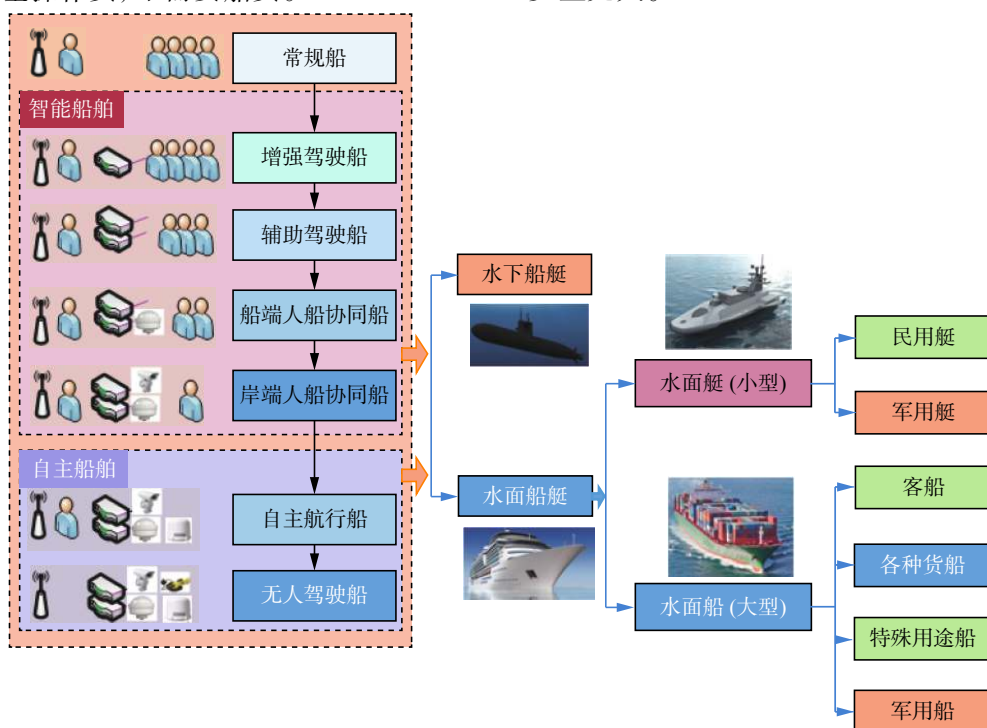 常规船
智能船舶
增强驾驶船
辅助驾驶船
船端人船协同船
岸端人船协同船
自主船舶
自主航行船
无人驾驶船
水下船艇
水面船艇
水面艇 (小型)
水面船 (大型)
民用艇
军用艇
客船
各种货船
特殊用途船
军用船